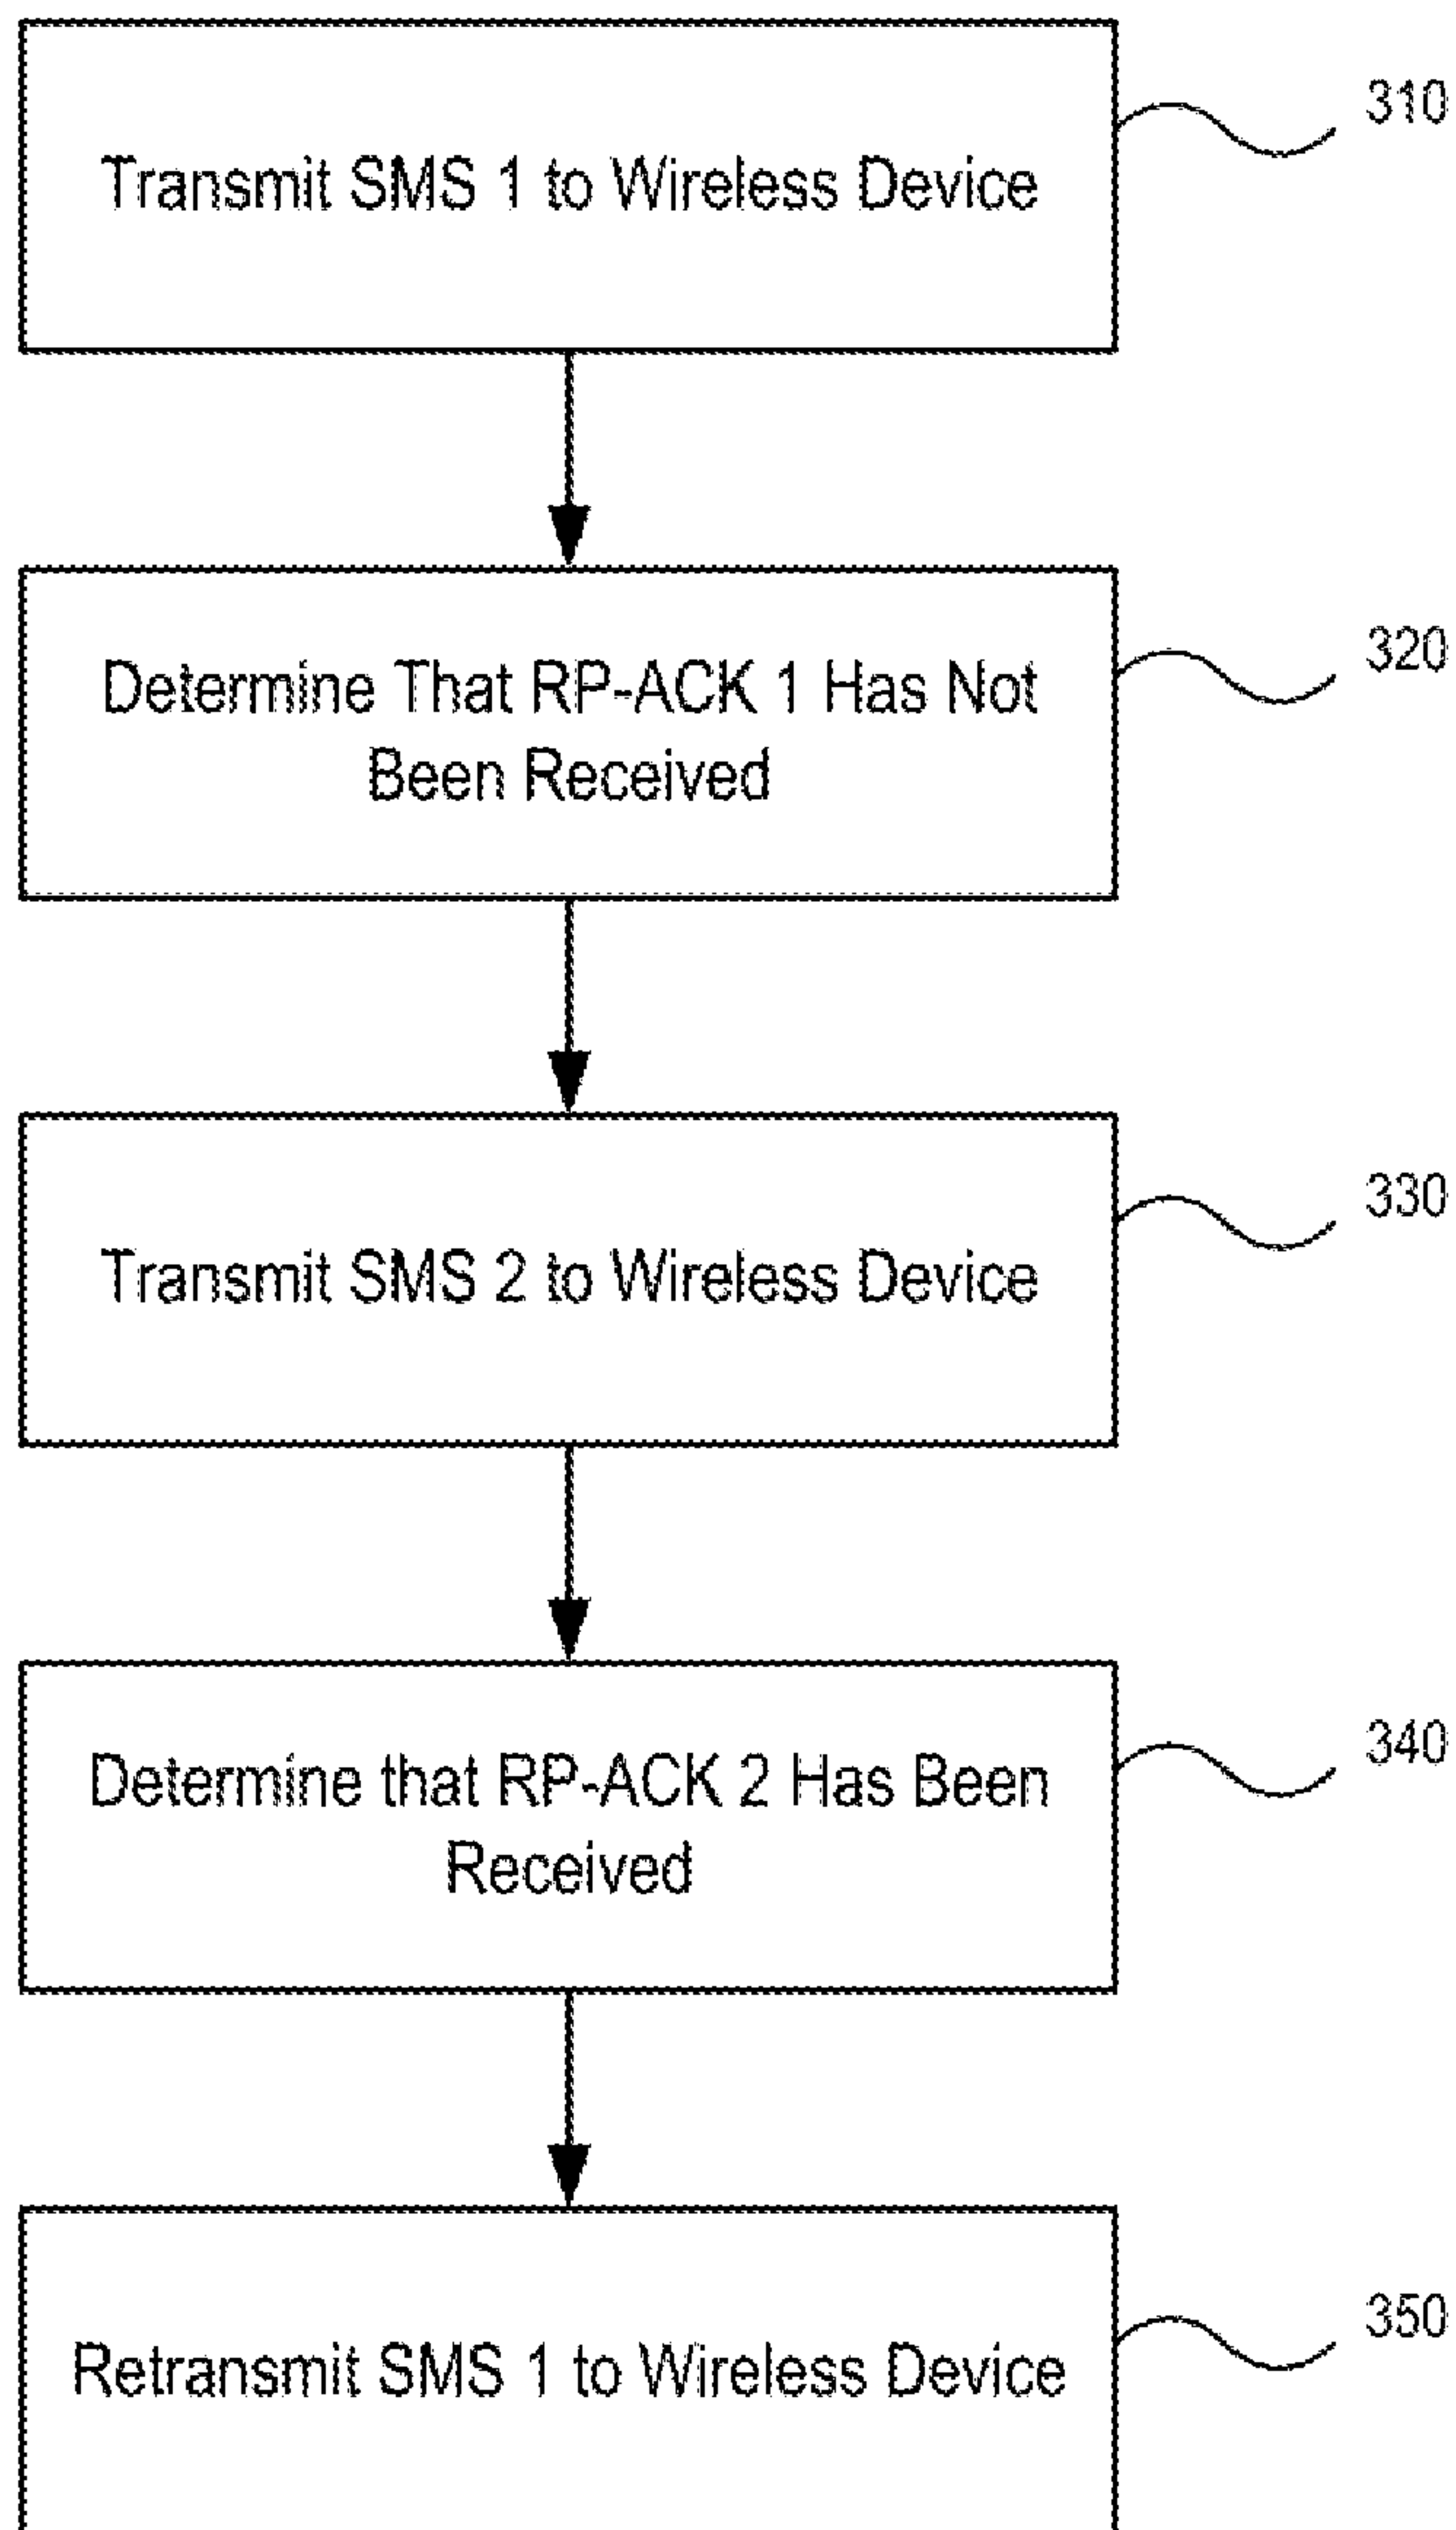 310
Transmit SMS 1 to Wireless Device
320
Determine That RP-ACK 1 Has Not
Been Received
330
Transmit SMS 2 to Wireless Device
340
Determine that RP-ACK 2 Has Been
Received
350
Retransmit SMS 1 to Wireless Device